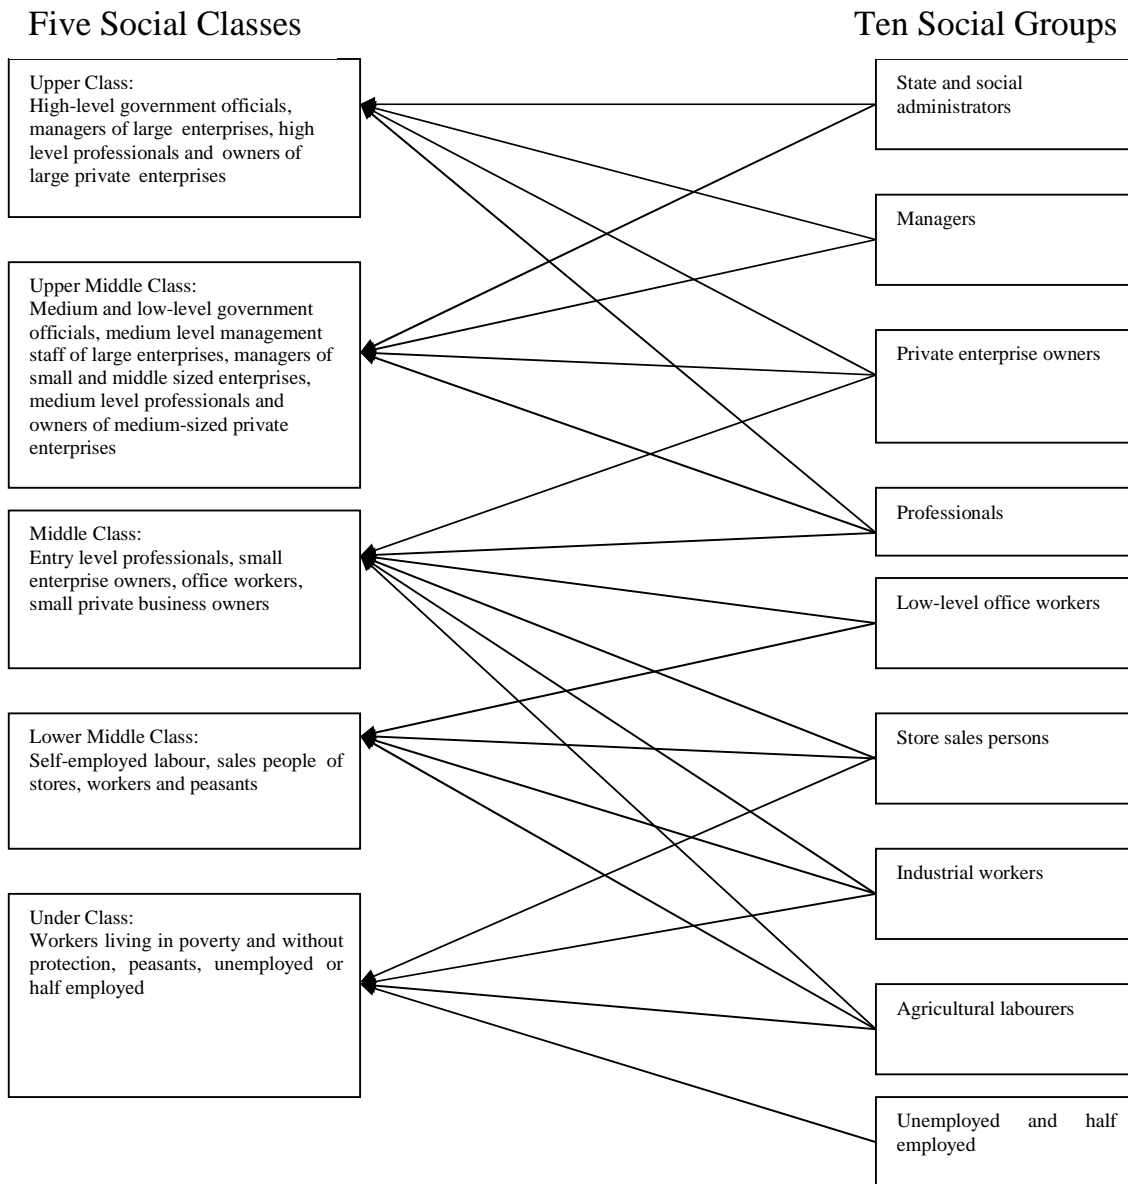 Five Social Classes
Upper Class:
High-level government officials,
managers of large enterprises, high
level professionals and owners of
large private enterprises
Upper Middle Class:
Medium and low-level government
officials, medium level management
staff of large enterprises, managers of
small and middle sized enterprises,
medium level professionals and
owners of medium-sized private
enterprises
Middle Class:
Entry level professionals, small
enterprise owners, office workers,
small private business owners
Lower Middle Class:
Self-employed labour, sales people of
stores, workers and peasants
Under Class:
Workers living in poverty and without
protection, peasants, unemployed or
half employed
Ten Social Groups
State and social
administrators
Managers
Private enterprise owners
Professionals
Low-level office workers
Store sales persons
Industrial workers
Agricultural labourers
Unemployed and half
employed